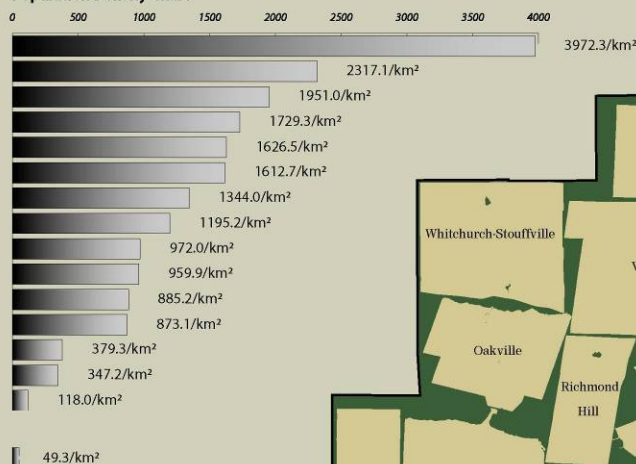 0 500 1000 1500 2000 2500 3000 3500 4000
3972.3/km²
2317.1/km²
1951.0/km²
1729.3/km²
1626.5/km²
1612.7/km²
1344.0/km²
1195.2/km²
972.0/km²
959.9/km²
885.2/km²
873.1/km²
379.3/km²
347.2/km²
118.0/km²
49.3/km²
Whitchurch-Stouffville
Oakville
Richmond
Hill